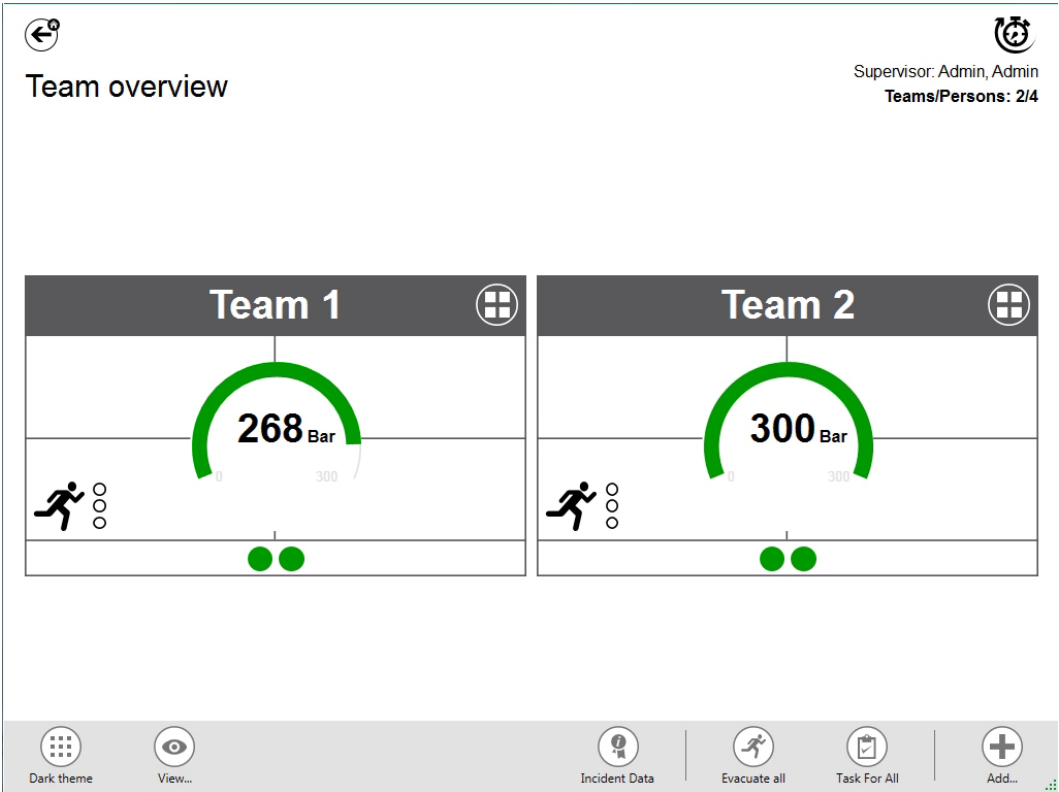 Team overview
Supervisor: Admin, Admin
Teams/Persons: 2/4
Team 1
268 Bar
0 300
Team 2
300 Bar
0 300
Dark theme
View...
Incident Data
Evacuate all
Task For All
Add...